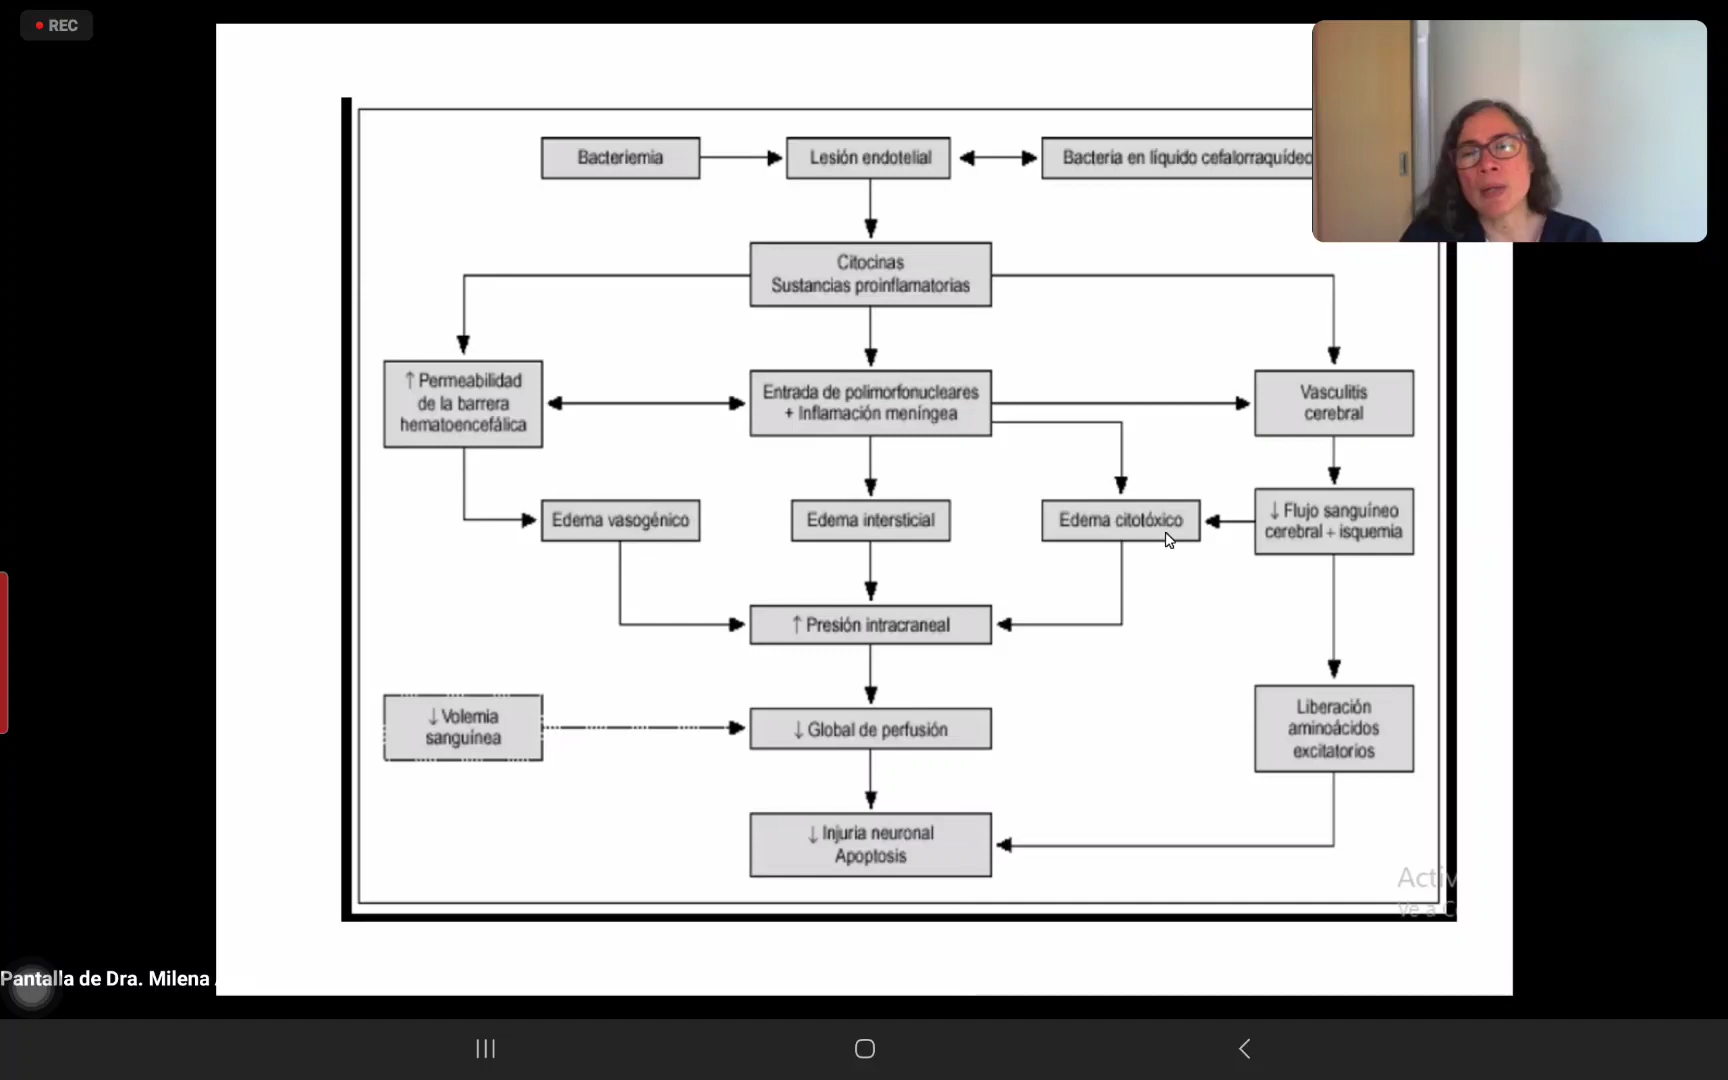 REC
Bacteriemia
Lesión endotelial
Bacteria en líquido cefalorraquídeo
Citocinas
Sustancias proinflamatorias
↑ Permeabilidad
de la barrera
hematoencefálica
Entrada de polimorfonucleares
+ Inflamación meníngea
Vasculitis
cerebral
Edema vasogénico
Edema intersticial
Edema citotóxico
↓ Flujo sanguíneo
cerebral + isquemia
↑ Presión intracraneal
↓ Volemia
sanguínea
↓ Global de perfusión
Liberación
aminoácidos
excitatorios
↓ Injuria neuronal
Apoptosis
Activ
Ve a C
Pantalla de Dra. Milena